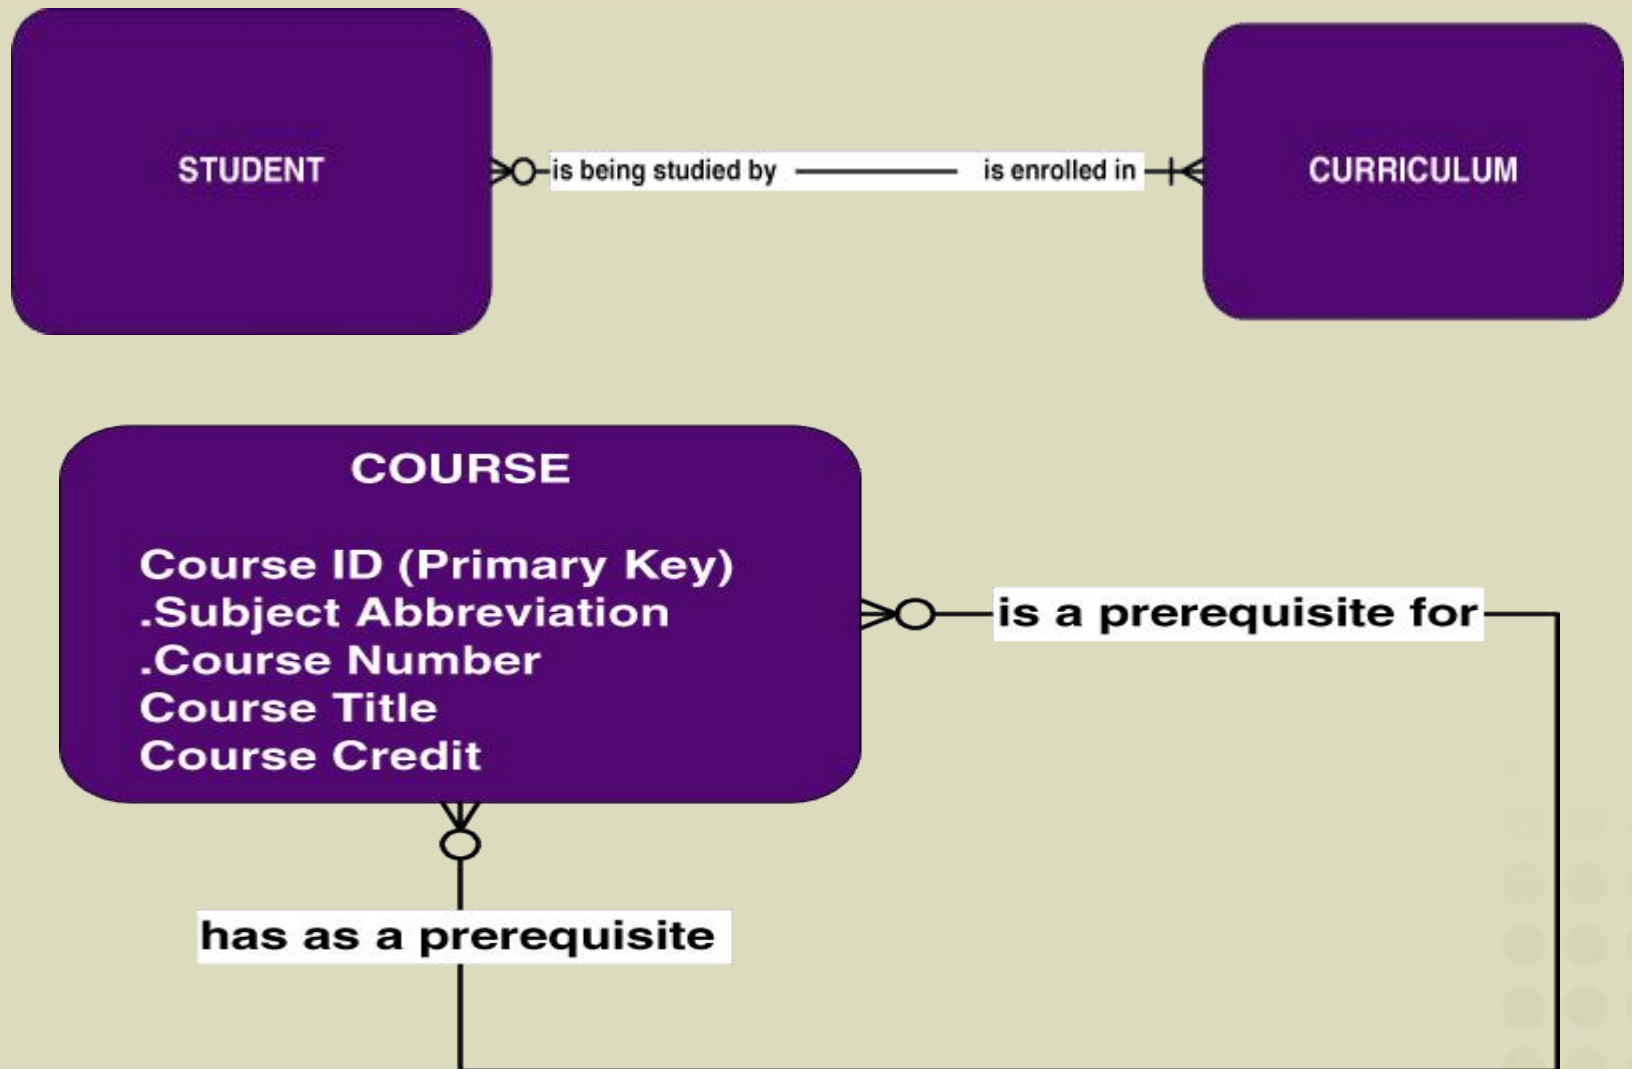 STUDENT
is being studied by
is enrolled in
CURRICULUM
COURSE
Course ID (Primary Key)
.Subject Abbreviation
.Course Number
Course Title
Course Credit
is a prerequisite for
has as a prerequisite